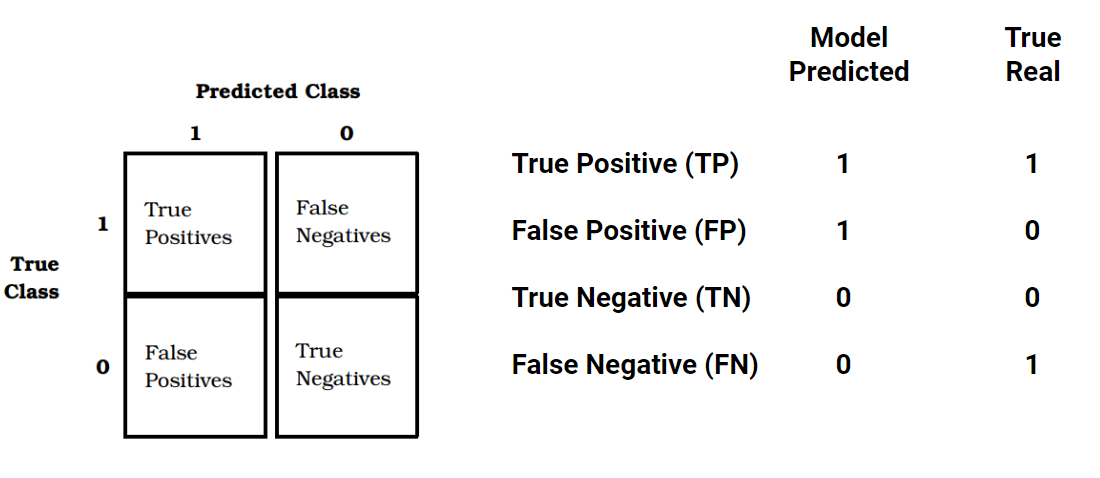 Predicted Class
1 0
1
True
Positives
False
Negatives
True
Class
0
False
Positives
True
Negatives
Model
Predicted
True
Real
True Positive (TP) 1 1
False Positive (FP) 1 0
True Negative (TN) 0 0
False Negative (FN) 0 1